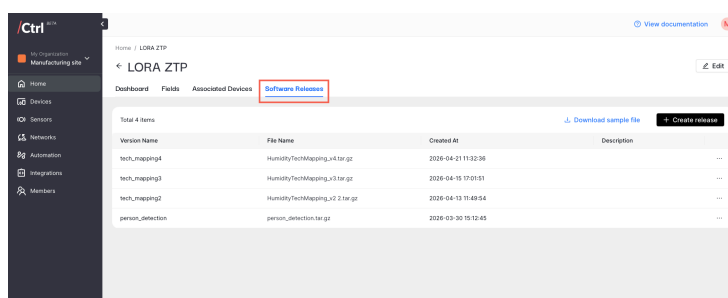 /Ctrl BETA
View documentation
My Organization
Manufacturing site
Home / LORA ZTP
← LORA ZTP
Edit
Home
Devices
Sensors
Networks
Automation
Integrations
Members
Dashboard Fields Associated Devices Software Releases
Total 4 items
Download sample file
+ Create release
Version Name File Name Created At Description
tech_mapping4 HumidityTechMapping_v4.tar.gz 2026-04-21 11:32:36 ...
tech_mapping3 HumidityTechMapping_v3.tar.gz 2026-04-15 17:01:51 ...
tech_mapping2 HumidityTechMapping_v2 2.tar.gz 2026-04-13 11:49:54 ...
person_detection person_detection.tar.gz 2026-03-30 15:12:45 ...